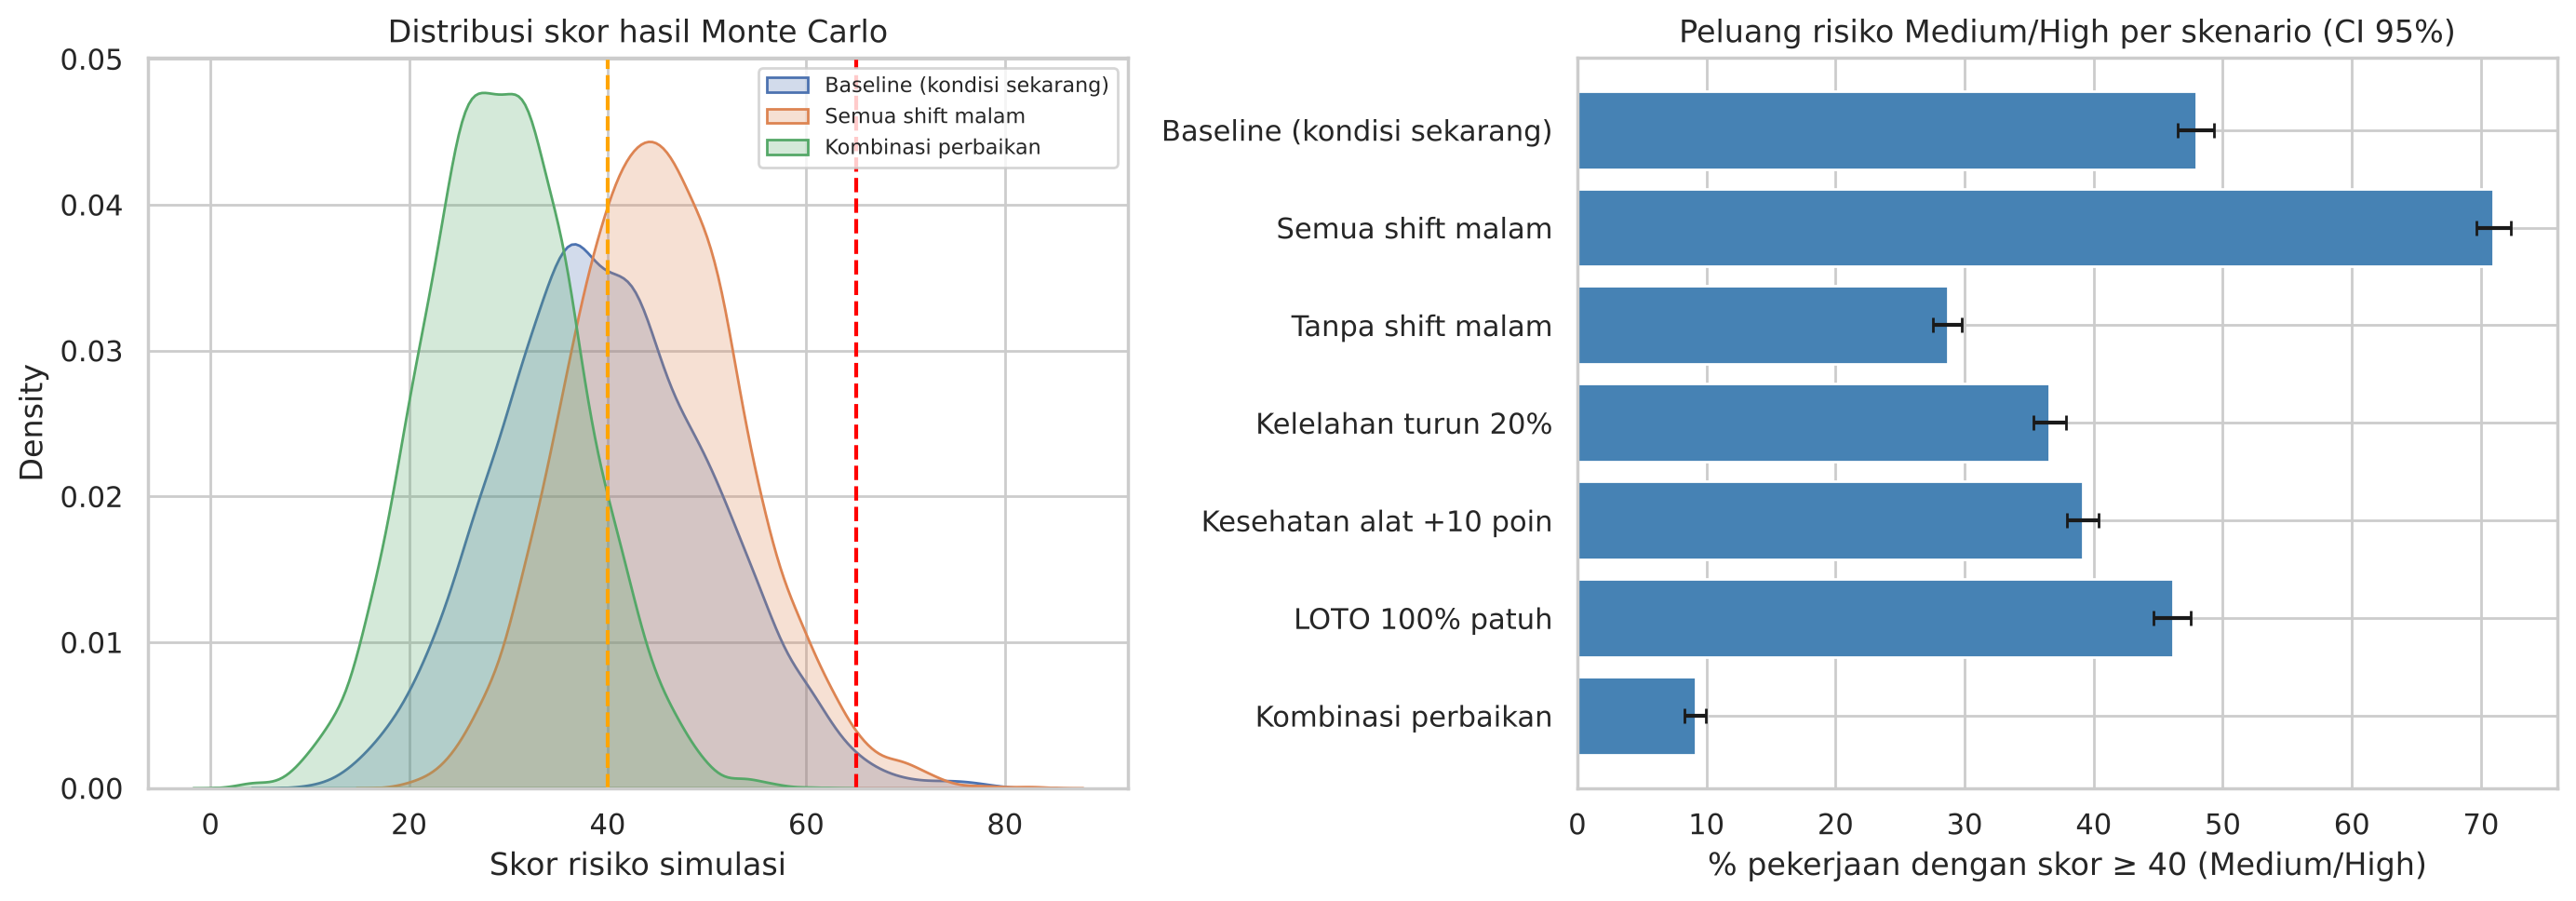 Distribusi skor hasil Monte Carlo
0.05
0.04
0.03
0.02
0.01
0.00
Density
Baseline (kondisi sekarang)
Semua shift malam
Kombinasi perbaikan
0 20 40 60 80
Skor risiko simulasi
Peluang risiko Medium/High per skenario (CI 95%)
Baseline (kondisi sekarang)
Semua shift malam
Tanpa shift malam
Kelelahan turun 20%
Kesehatan alat +10 poin
LOTO 100% patuh
Kombinasi perbaikan
0 10 20 30 40 50 60 70
% pekerjaan dengan skor ≥ 40 (Medium/High)